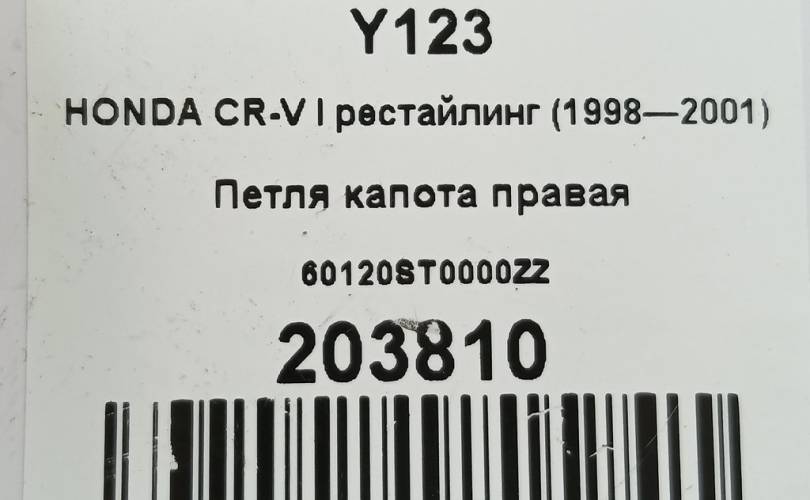 Y123
HONDA CR-V I рестайлинг (1998—2001)
Петля капота правая
60120ST0000ZZ
203810